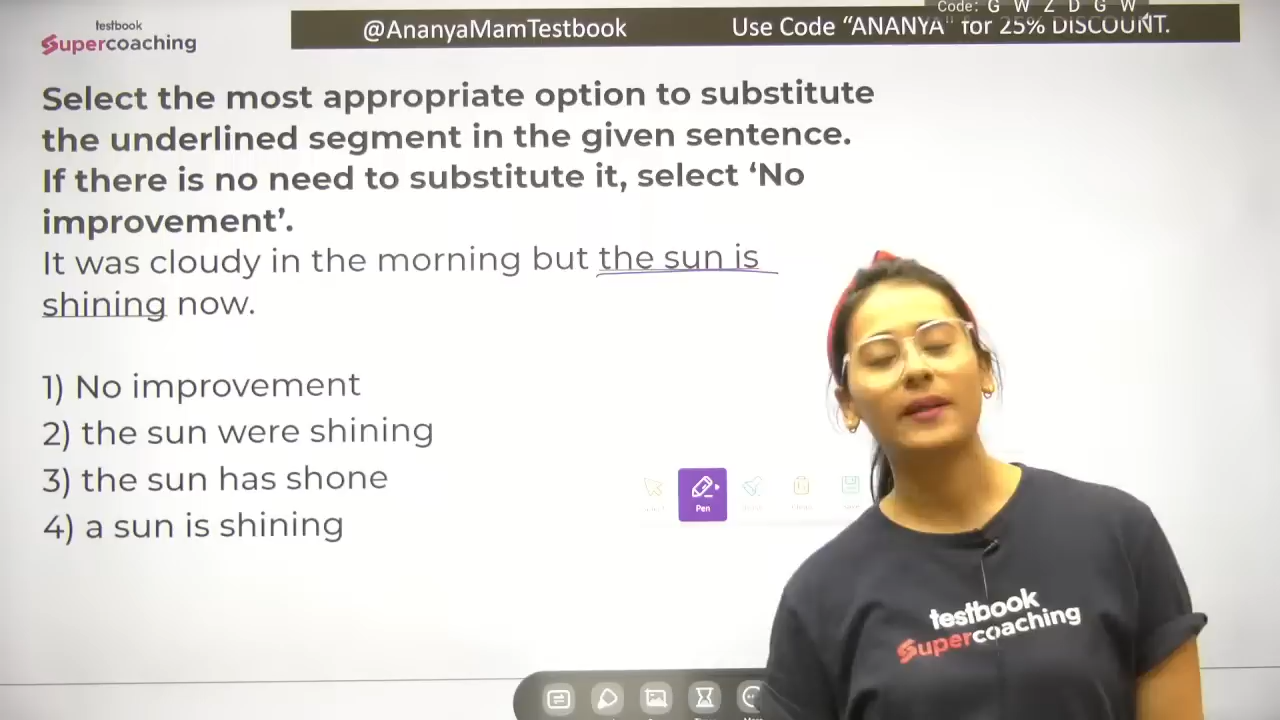 testbook
Supercoaching
@AnanyaMamTestbook
Use Code “ANANYA” for 25% DISCOUNT.
Code: G W Z D G W
Select the most appropriate option to substitute
the underlined segment in the given sentence.
If there is no need to substitute it, select ‘No
improvement’.
It was cloudy in the morning but the sun is
shining now.
1) No improvement
2) the sun were shining
3) the sun has shone
4) a sun is shining
Pen
testbook
Supercoaching